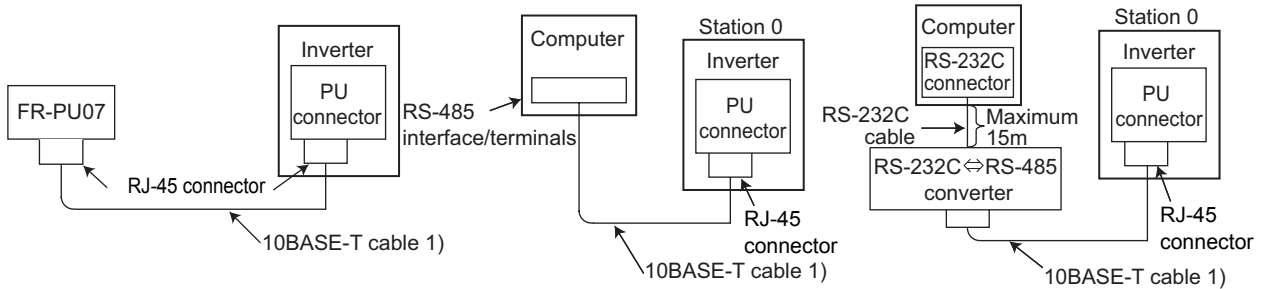 FR-PU07
Inverter
PU
connector
RJ-45 connector
10BASE-T cable 1)
Computer
RS-485
interface/terminals
Station 0
Inverter
PU
connector
RJ-45
connector
10BASE-T cable 1)
Computer
RS-232C
connector
RS-232C
cable
Maximum
15m
RS-232C⇔RS-485
converter
Station 0
Inverter
PU
connector
RJ-45
connector
10BASE-T cable 1)